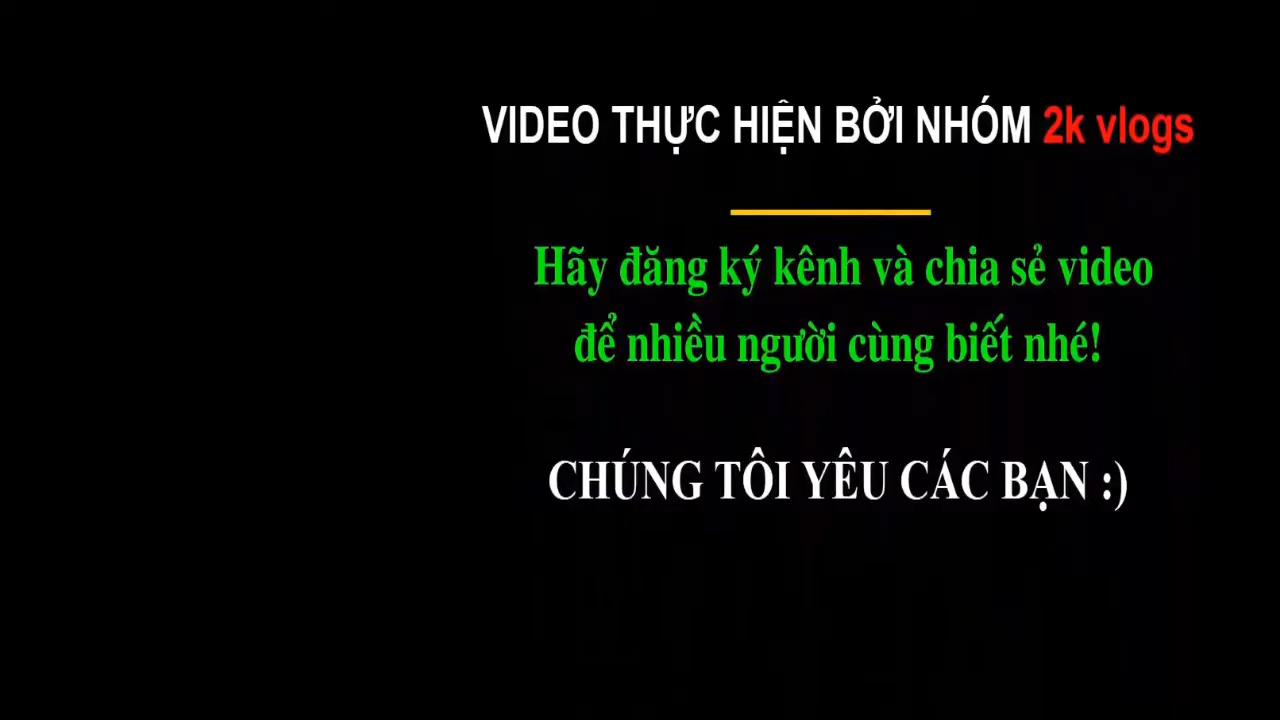 VIDEO THỰC HIỆN BỞI NHÓM 2k vlogs
Hãy đăng ký kênh và chia sẻ video
để nhiều người cùng biết nhé!
CHÚNG TÔI YÊU CÁC BẠN :)